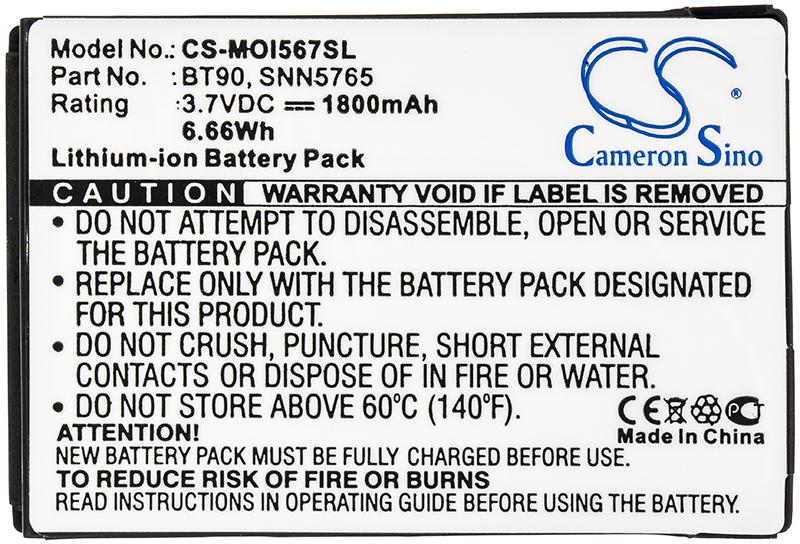 Model No.: CS-MOI567SL
Part No. : BT90, SNN5765
Rating :3.7VDC ⎓ 1800mAh
6.66Wh
Lithium-ion Battery Pack
CS ®
Cameron Sino
CAUTION WARRANTY VOID IF LABEL IS REMOVED
• DO NOT ATTEMPT TO DISASSEMBLE, OPEN OR SERVICE
THE BATTERY PACK.
• REPLACE ONLY WITH THE BATTERY PACK DESIGNATED
FOR THIS INSTRUMENT.
• DO NOT CRUSH, PUNCTURE, SHORT EXTERNAL
CONTACTS OR DISPOSE OF IN FIRE OR WATER.
• DO NOT STORE ABOVE 60°C (140°F).
CE PCT
Made In China
ATTENTION!
NEW BATTERY PACK MUST BE FULLY CHARGED BEFORE USE.
TO REDUCE RISK OF FIRE OR BURNS
READ INSTRUCTIONS IN OPERATING GUIDE BEFORE USING THE BATTERY.